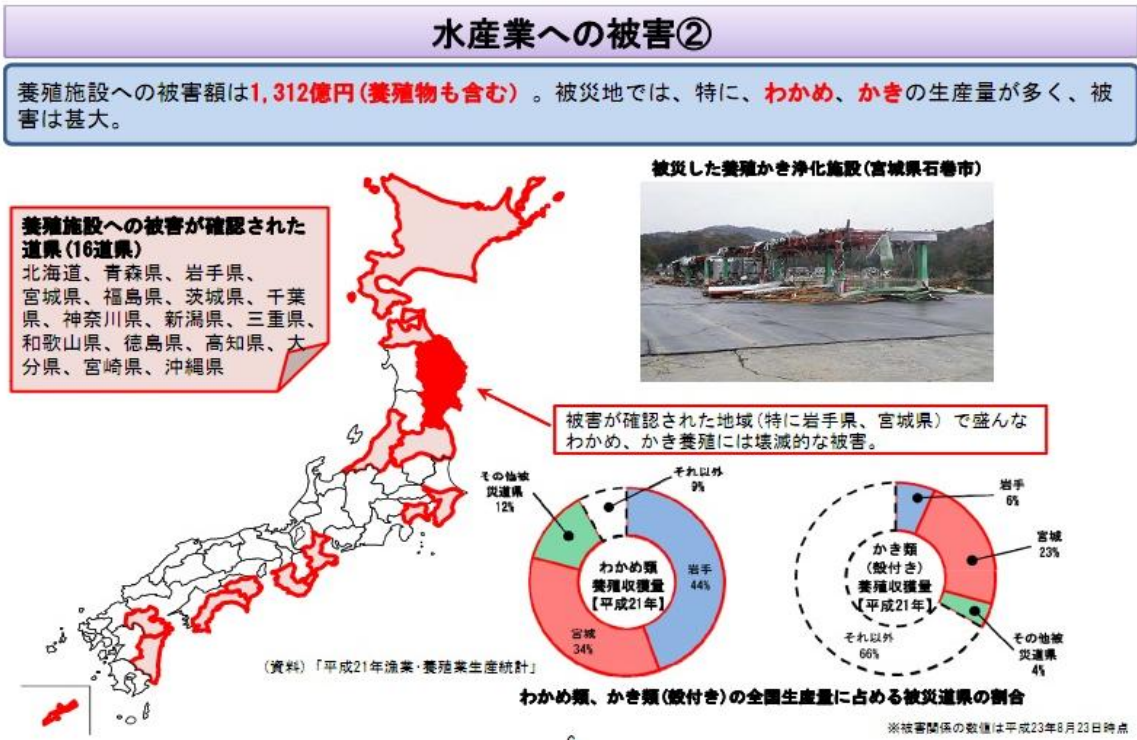 水産業への被害②
養殖施設への被害額は1,312億円(養殖物も含む) 。被災地では、特に、わかめ、かきの生産量が多く、被
害は甚大。
被災した養殖かき浄化施設(宮城県石巻市)
養殖施設への被害が確認された
道県(16道県)
北海道、青森県、岩手県、
宮城県、福島県、茨城県、千葉
県、神奈川県、新潟県、三重県、
和歌山県、徳島県、高知県、大
分県、宮崎県、沖縄県
被害が確認された地域(特に岩手県、宮城県) で盛んな
わかめ、かき養殖には壊滅的な被害。
その他被
災道県
12%
それ以外
9%
わかめ類
養殖収獲量
【平成21年】
岩手
44%
宮城
34%
岩手
6%
宮城
23%
かき類
(殻付き)
養殖収獲量
【平成21年】
それ以外
66%
その他被
災道県
4%
(資料) 「平成21年漁業・養殖業生産統計」
わかめ類、かき類(殻付き)の全国生産量に占める被災道県の割合
※被害関係の数値は平成23年8月23日時点